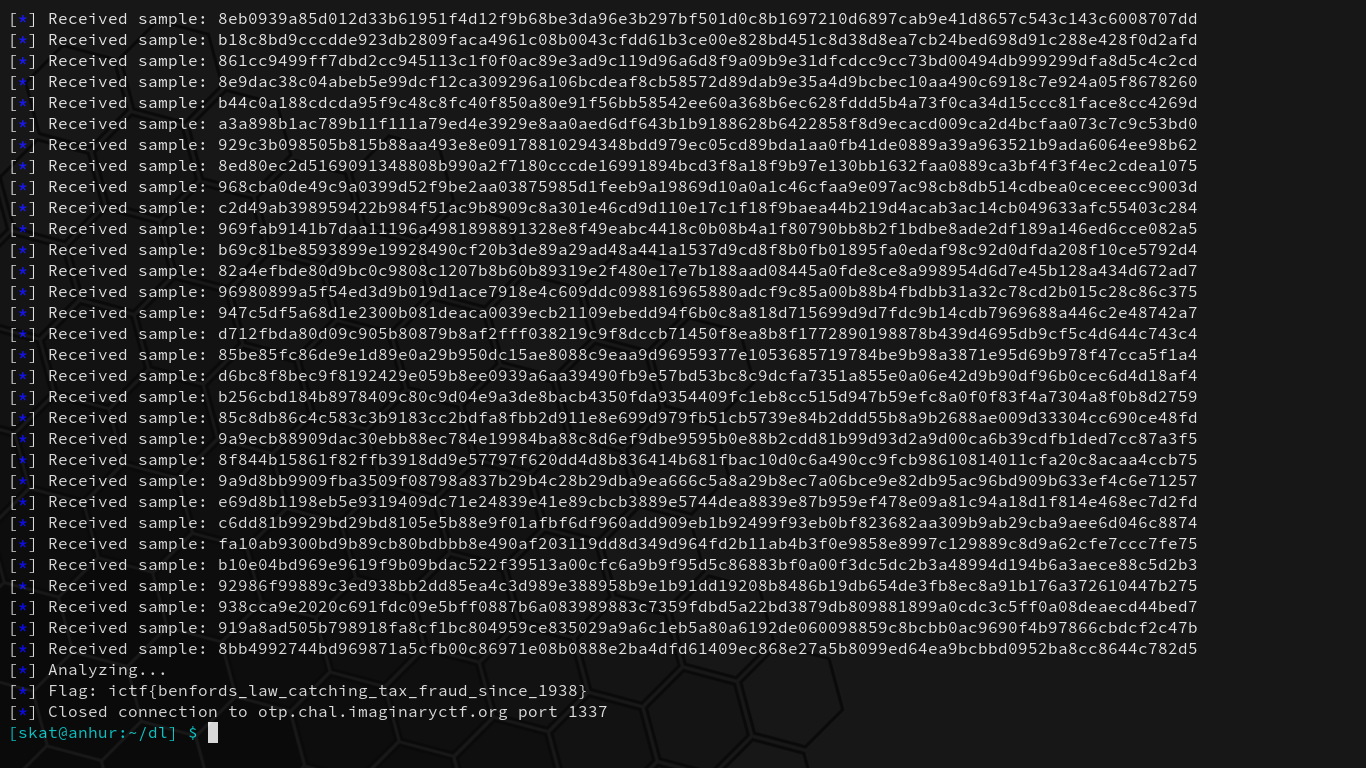 [*] Received sample: 8eb0939a85d012d33b61951f4d12f9b68be3da96e3b297bf501d0c8b1697210d6897cab9e41d8657c543c143c6008707dd
[*] Received sample: b18c8bd9cccdde923db2809faca4961c08b0043cfdd61b3ce00e828bd451c8d38d8ea7cb24bed698d91c288e428f0d2afd
[*] Received sample: 861cc9499ff7dbd2cc945113c1f0f0ac89e3ad9c119d96a6d8f9a09b9e31dfcdcc9cc73bd00494db999299dfa8d5c4c2cd
[*] Received sample: 8e9dac38c04abeb5e99dcf12ca309296a106bcdeaf8cb58572d89dab9e35a4d9bcbec10aa490c6918c7e924a05f8678260
[*] Received sample: b44c0a188cdcda95f9c48c8fc40f850a80e91f56bb58542ee60a368b6ec628fddd5b4a73f0ca34d15ccc81face8cc4269d
[*] Received sample: a3a898b1ac789b11f111a79ed4e3929e8aa0aed6df643b1b9188628b6422858f8d9ecacd009ca2d4bcfaa073c7c9c53bd0
[*] Received sample: 929c3b098505b815b88aa493e8e09178810294348bdd979ec05cd89bda1aa0fb41de0889a39a963521b9ada6064ee98b62
[*] Received sample: 8ed80ec2d5169091348808b990a2f7180cccde16991894bcd3f8a18f9b97e130bb1632faa0889ca3bf4f3f4ec2cdea1075
[*] Received sample: 968cba0de49c9a0399d52f9be2aa03875985d1feeb9a19869d10a0a1c46cfaa9e097ac98cb8db514cdbea0ceceecc9003d
[*] Received sample: c2d49ab398959422b984f51ac9b8909c8a301e46cd9d110e17c1f18f9baea44b219d4acab3ac14cb049633afc55403c284
[*] Received sample: 969fab9141b7daa11196a4981898891328e8f49eabc4418c0b08b4a1f80790bb8b2f1bdbe8ade2df189a146ed6cce082a5
[*] Received sample: b69c81be8593899e19928490cf20b3de89a29ad48a441a1537d9cd8f8b0fb01895fa0edaf98c92d0dfda208f10ce5792d4
[*] Received sample: 82a4efbde80d9bc0c9808c1207b8b60b89319e2f480e17e7b188aad08445a0fde8ce8a998954d6d7e45b128a434d672ad7
[*] Received sample: 96980899a5f54ed3d9b019d1ace7918e4c609ddc098816965880adcf9c85a00b88b4fbdbb31a32c78cd2b015c28c86c375
[*] Received sample: 947c5df5a68d1e2300b081deaca0039ecb21109ebedd94f6b0c8a818d715699d9d7fdc9b14cdb7969688a446c2e48742a7
[*] Received sample: d712fbda80d09c905b80879b8af2fff038219c9f8dccb71450f8ea8b8f1772890198878b439d4695db9cf5c4d644c743c4
[*] Received sample: 85be85fc86de9e1d89e0a29b950dc15ae8088c9eaa9d96959377e1053685719784be9b98a3871e95d69b978f47cca5f1a4
[*] Received sample: d6bc8f8bec9f8192429e059b8ee0939a6aa39490fb9e57bd53bc8c9dcfa7351a855e0a06e42d9b90df96b0cec6d4d18af4
[*] Received sample: b256cbd184b8978409c80c9d04e9a3de8bacb4350fda9354409fc1eb8cc515d947b59efc8a0f0f83f4a7304a8f0b8d2759
[*] Received sample: 85c8db86c4c583c3b9183cc2bdfa8fbb2d911e8e699d979fb51cb5739e84b2ddd55b8a9b2688ae009d33304cc690ce48fd
[*] Received sample: 9a9ecb88909dac30ebb88ec784e19984ba88c8d6ef9dbe9595b0e88b2cdd81b99d93d2a9d00ca6b39cdfb1ded7cc87a3f5
[*] Received sample: 8f844b15861f82ffb3918dd9e57797f620dd4d8b836414b681fbac10d0c6a490cc9fcb98610814011cfa20c8acaa4ccb75
[*] Received sample: 9a9d8bb9909fba3509f08798a837b29b4c28b29dba9ea666c5a8a29b8ec7a06bce9e82db95ac96bd909b633ef4c6e71257
[*] Received sample: e69d8b1198eb5e9319409dc71e24839e41e89cbcb3889e5744dea8839e87b959ef478e09a81c94a18d1f814e468ec7d2fd
[*] Received sample: c6dd81b9929bd29bd8105e5b88e9f01afbf6df960add909eb1b92499f93eb0bf823682aa309b9ab29cba9aee6d046c8874
[*] Received sample: fa10ab9300bd9b89cb80bdbbb8e490af203119dd8d349d964fd2b11ab4b3f0e9858e8997c129889c8d9a62cfe7ccc7fe75
[*] Received sample: b10e04bd969e9619f9b09bdac522f39513a00cfc6a9b9f95d5c86883bf0a00f3dc5dc2b3a48994d194b6a3aece88c5d2b3
[*] Received sample: 92986f99889c3ed938bb92dd85ea4c3d989e388958b9e1b91dd19208b8486b19db654de3fb8ec8a91b176a372610447b275
[*] Received sample: 938cca9e2020c691fdc09e5bff0887b6a083989883c7359fdbd5a22bd3879db809881899a0cdc3c5ff0a08deaecd44bed7
[*] Received sample: 919a8ad505b798918fa8cf1bc804959ce835029a9a6c1eb5a80a6192de060098859c8bcbb0ac9690f4b97866cbdcf2c47b
[*] Received sample: 8bb4992744bd969871a5cfb00c86971e08b0888e2ba4dfd61409ec868e27a5b8099ed64ea9bcbbd0952ba8cc8644c782d5
[*] Analyzing...
[*] Flag: ictf{benfords_law_catching_tax_fraud_since_1938}
[*] Closed connection to otp.chal.imaginaryctf.org port 1337
[skat@anhur:~/dl] $